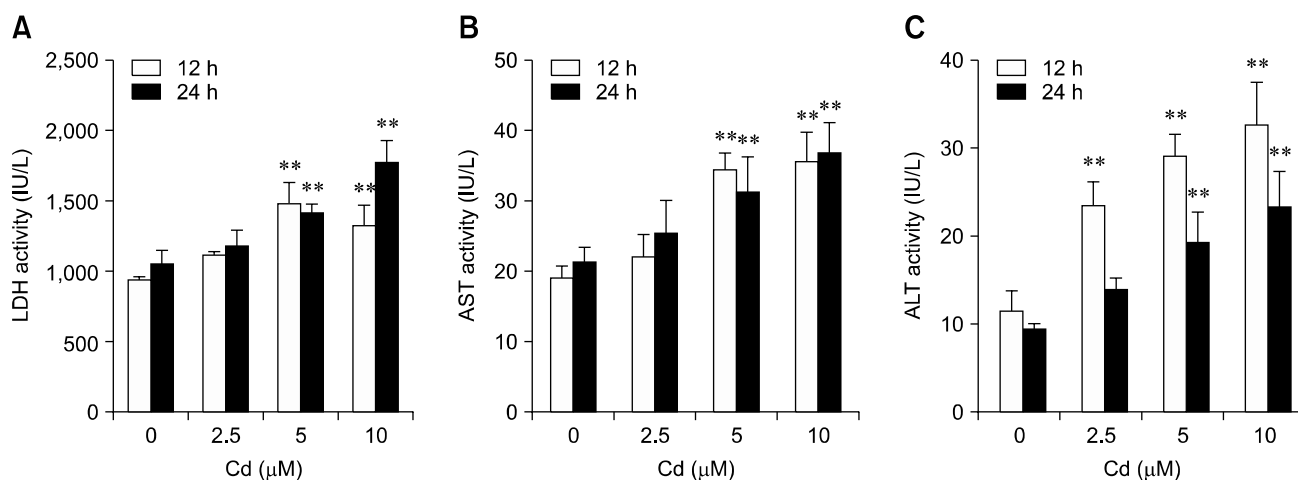 A
LDH activity (IU/L)
2,500
2,000
1,500
1,000
500
0
12 h
24 h
**
**
**
**
0 2.5 5 10
Cd (μM)
B
AST activity (IU/L)
50
40
30
20
10
0
12 h
24 h
**
**
**
**
0 2.5 5 10
Cd (μM)
C
ALT activity (IU/L)
40
30
20
10
0
12 h
24 h
**
**
**
**
**
0 2.5 5 10
Cd (μM)